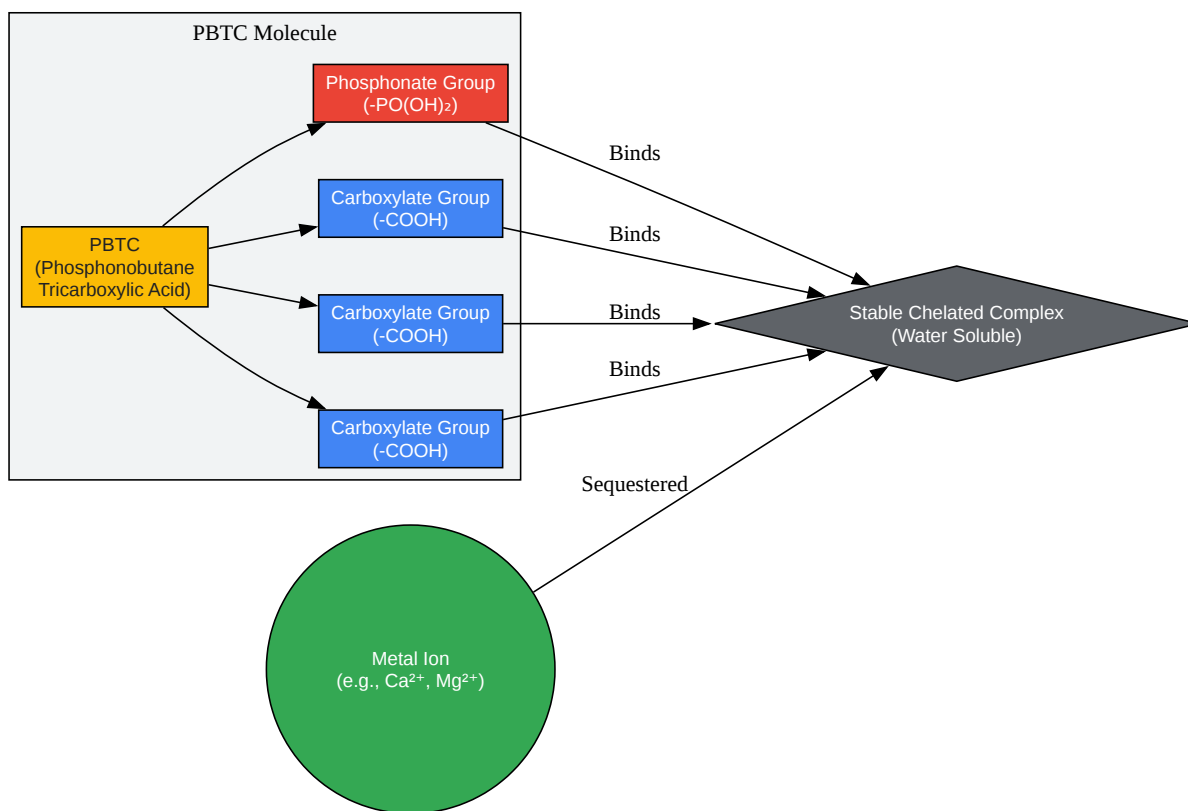 PBTC Molecule
Phosphonate Group
(-PO(OH)₂)
Binds
Carboxylate Group
(-COOH)
Binds
PBTC
(Phosphonobutane
Tricarboxylic Acid)
Carboxylate Group
(-COOH)
Binds
Stable Chelated Complex
(Water Soluble)
Carboxylate Group
(-COOH)
Binds
Sequestered
Metal Ion
(e.g., Ca²⁺, Mg²⁺)